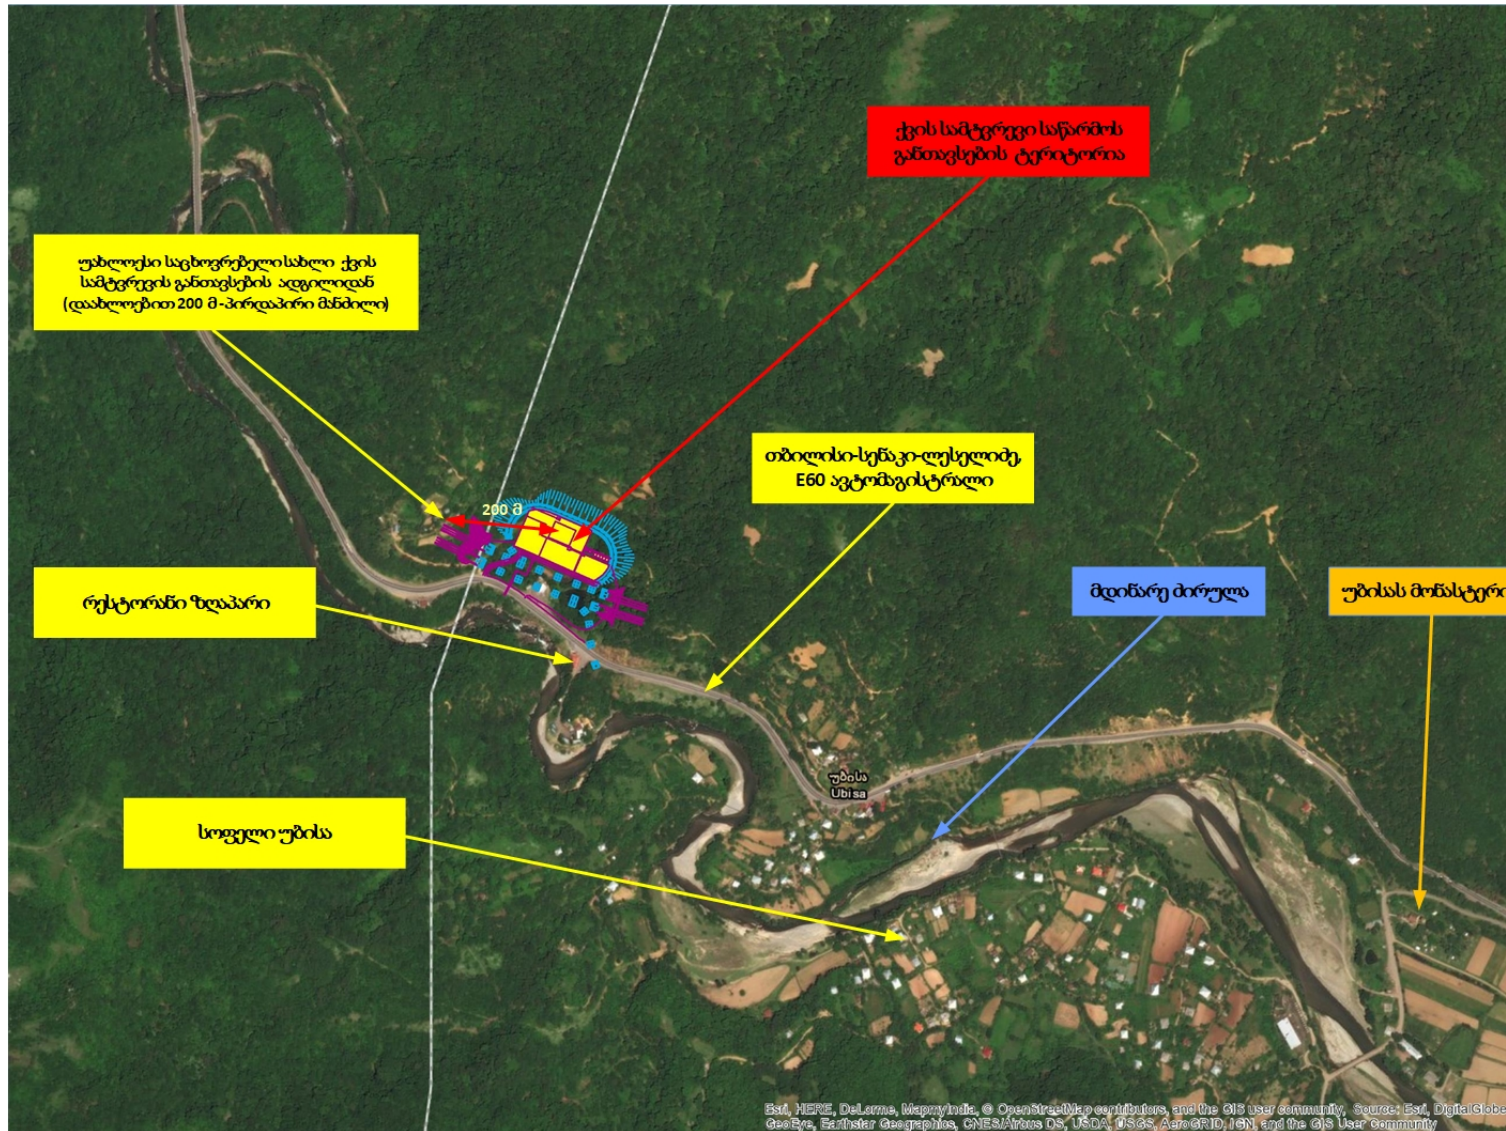 ქვის სამტვრევი საწარმოს
განთავსების ტერიტორია
უახლოესი საცხოვრებელი სახლი ქვის
სამტვრევის განთავსების ადგილიდან
(დაახლოებით 200 მ -პირდაპირი მანძილი)
თბილისი-სენაკი-ლესელიძე,
E60 ავტომაგისტრალი
200 მ
რესტორანი ზღაპარი
მდინარე ძირულა
უბისას მონასტერი
უბისა
Ubisa
სოფელი უბისა
Esri, HERE, DeLorme, MapmyIndia, © OpenStreetMap contributors, and the GIS user community, Source: Esri, DigitalGlobe,
GeoEye, Earthstar Geographics, CNES/Airbus DS, USDA, USGS, AeroGRID, IGN, and the GIS User Community